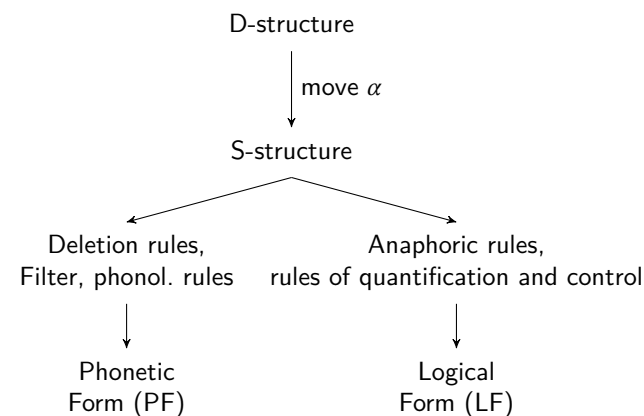 D-structure
move α
S-structure
Deletion rules,
Filter, phonol. rules
Anaphoric rules,
rules of quantification and control
Phonetic
Form (PF)
Logical
Form (LF)